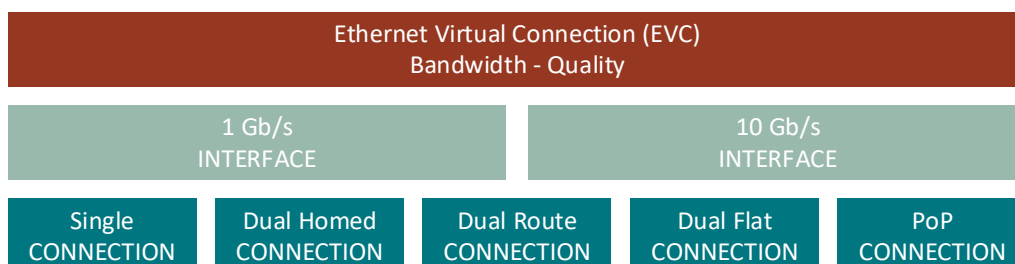 Ethernet Virtual Connection (EVC)
Bandwidth - Quality
1 Gb/s
INTERFACE
10 Gb/s
INTERFACE
Single
CONNECTION
Dual Homed
CONNECTION
Dual Route
CONNECTION
Dual Flat
CONNECTION
PoP
CONNECTION